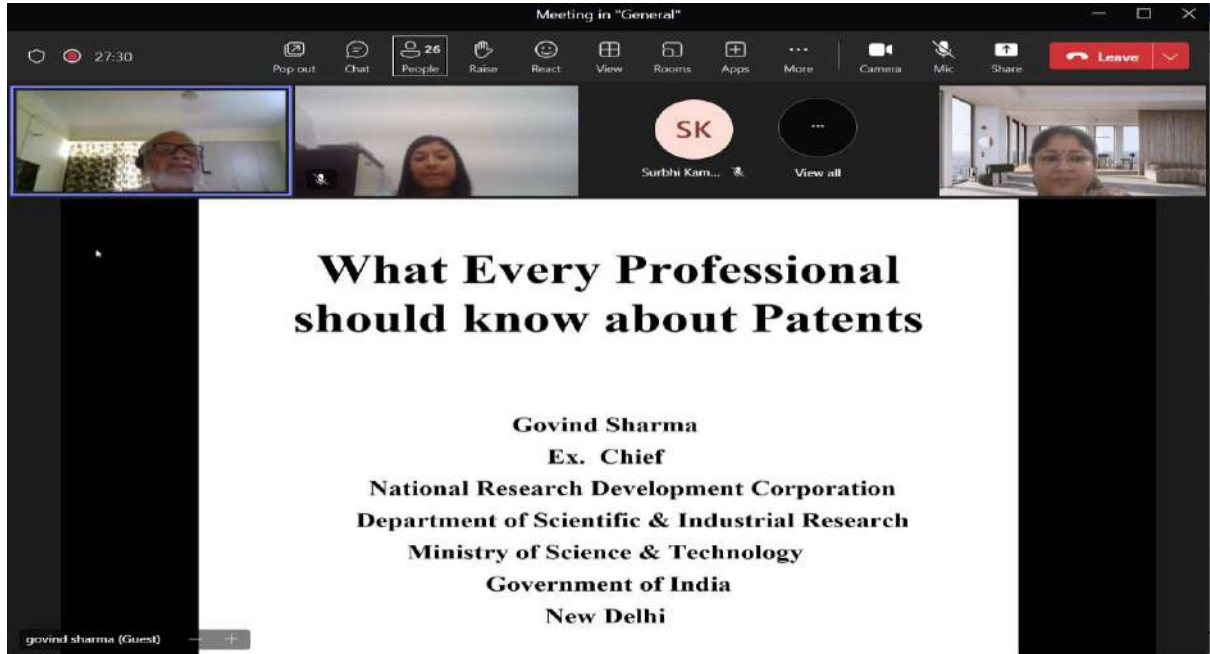 Meeting in "General"
27:30
Pop out
Chat
26
People
Raise
React
View
Rooms
Apps
More
Camera
Mic
Share
Leave
SK
Surbhi Kam...
View all
What Every Professional
should know about Patents
Govind Sharma
Ex. Chief
National Research Development Corporation
Department of Scientific & Industrial Research
Ministry of Science & Technology
Government of India
New Delhi
govind sharma (Guest)